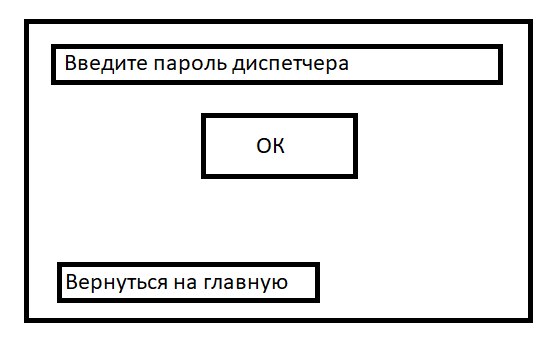 Введите пароль диспетчера
ОК
Вернуться на главную